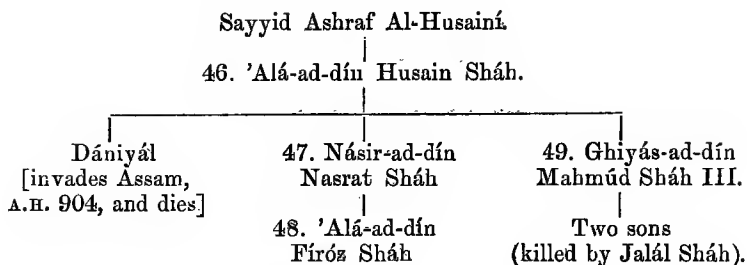 Sayyid Ashraf Al-Husainí.
46. 'Alá-ad-dín Husain Sháh.
Dániyál
[invades Assam,
A.H. 904, and dies]
47. Násir-ad-dín
Nasrat Sháh
48. 'Alá-ad-dín
Fíróz Sháh
49. Ghiyás-ad-dín
Mahmúd Sháh III.
Two sons
(killed by Jalál Sháh).